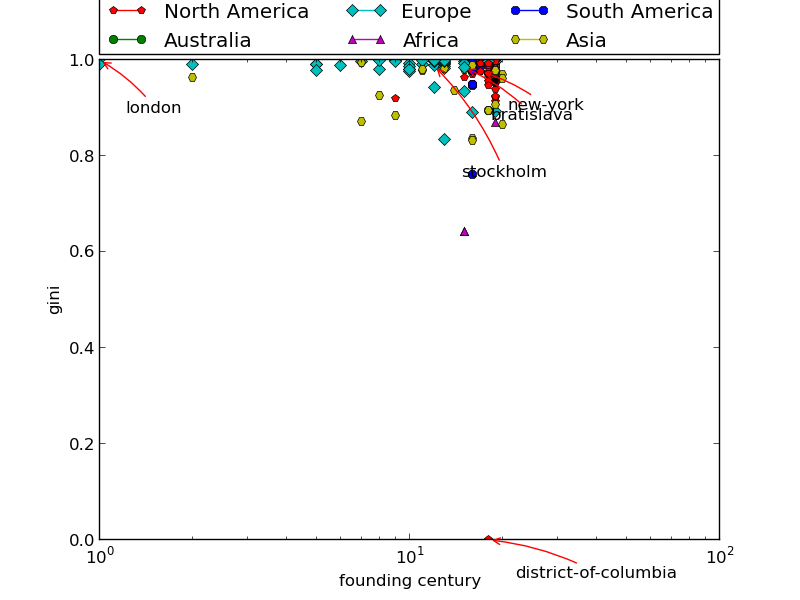 North America Europe South America
Australia Africa Asia
1.0
london
new-york
bratislava
0.8
stockholm
0.6
gini
0.4
0.2
0.0
10^0 10^1 10^2
district-of-columbia
founding century